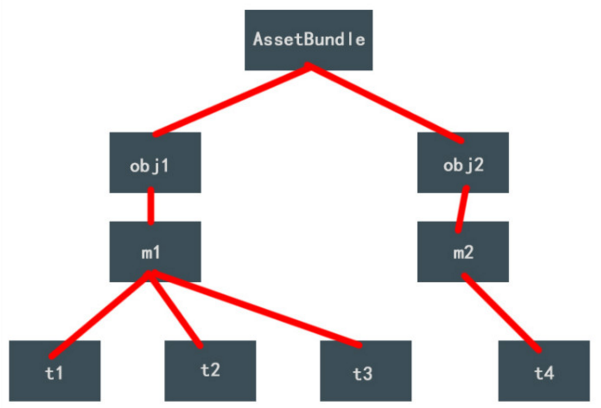 AssetBundle
obj1
obj2
m1
m2
t1
t2
t3
t4